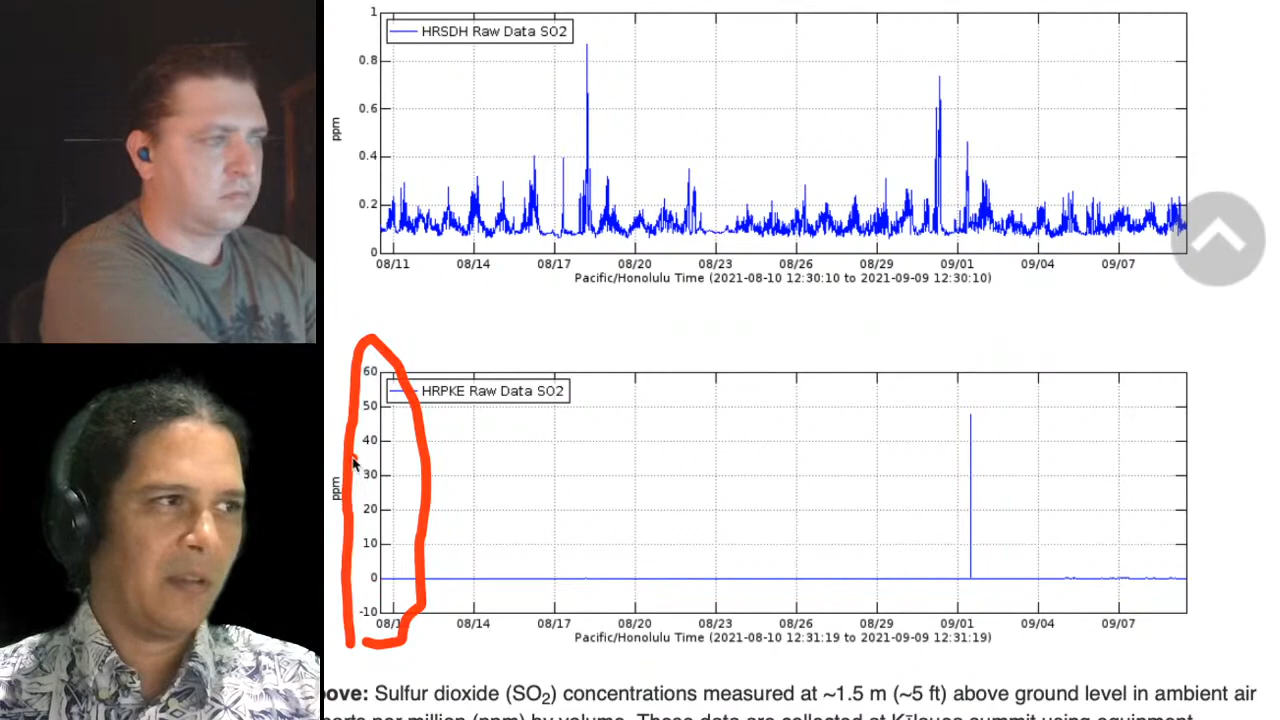 1
HRSDH Raw Data SO2
0.8
0.6
ppm
0.4
0.2
0
08/11 08/14 08/17 08/20 08/23 08/26 08/29 09/01 09/04 09/07
Pacific/Honolulu Time (2021-08-10 12:30:10 to 2021-09-09 12:30:10)
60
HRPKE Raw Data SO2
50
40
30
ppm
20
10
0
-10
08/1 08/14 08/17 08/20 08/23 08/26 08/29 09/01 09/04 09/07
Pacific/Honolulu Time (2021-08-10 12:31:19 to 2021-09-09 12:31:19)
ove: Sulfur dioxide (SO2) concentrations measured at ~1.5 m (~5 ft) above ground level in ambient air
parts per million (ppm) by volume. These data are collected at Kīlauea summit using equipment